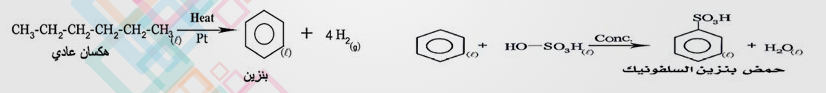 CH₃-CH₂-CH₂-CH₂-CH₂-CH₃(ℓ) Heat Pt (ℓ) + 4 H₂(g)
هكسان عادي
بنزين
(ℓ) + HO—SO₃H(ℓ) Conc. SO₃H (ℓ) + H₂O(ℓ)
حمض بنزين السلفونيك